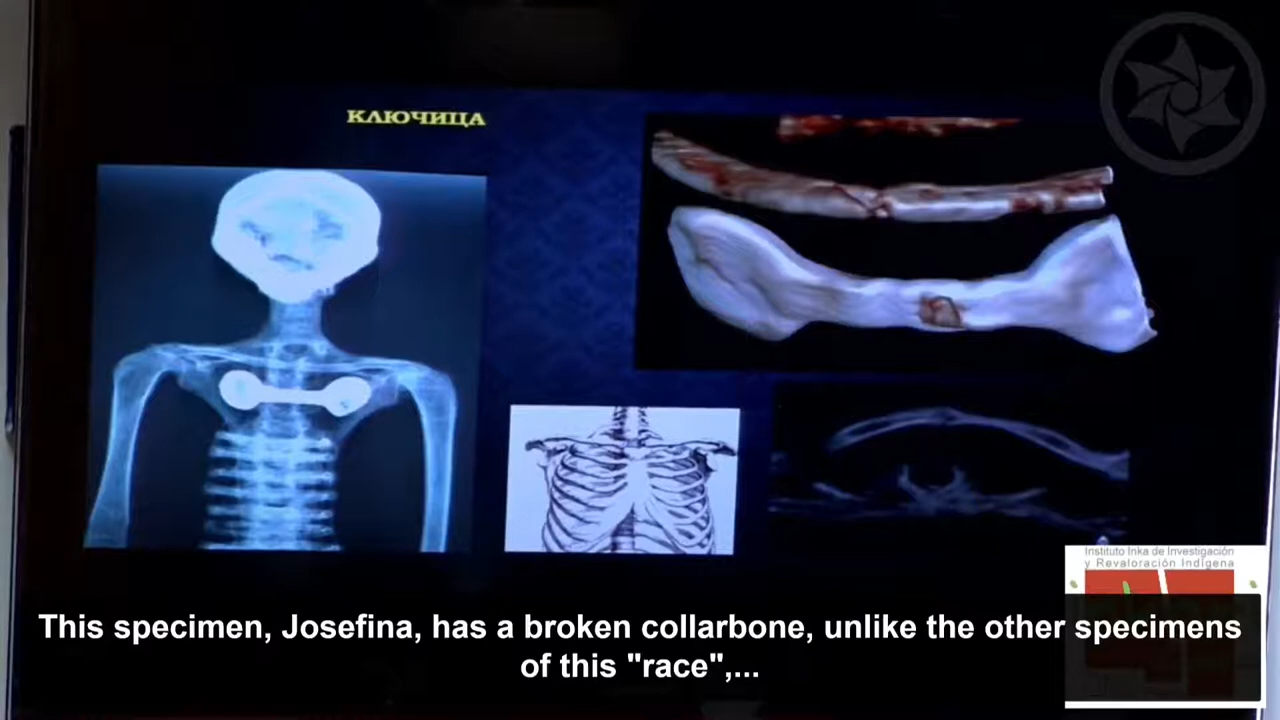 КЛЮЧИЦА
Instituto Inka de Investigación
y Revaloración Indígena
This specimen, Josefina, has a broken collarbone, unlike the other specimens
of this "race",...